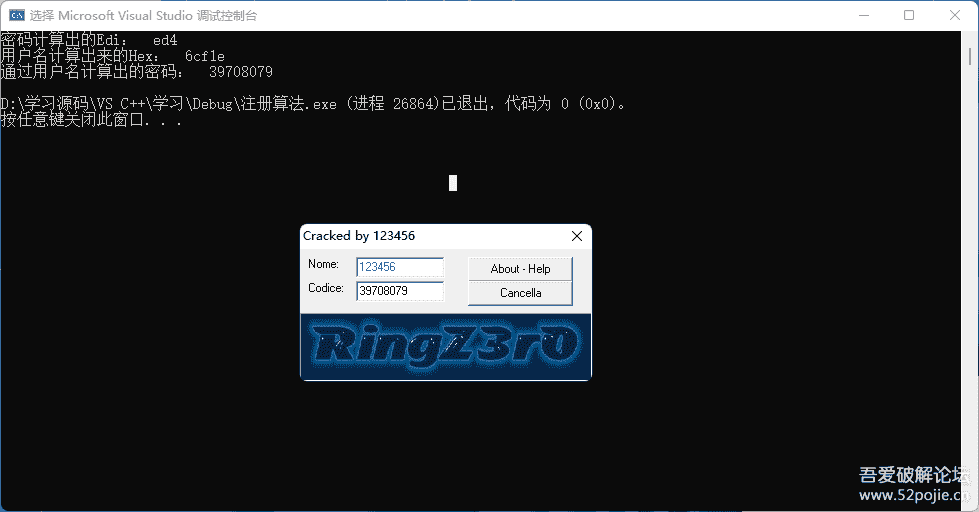 选择 Microsoft Visual Studio 调试控制台
密码计算出的Edi： ed4
用户名计算出来的Hex： 6cf1e
通过用户名计算出的密码： 39708079
D:\学习源码\VS C++\学习\Debug\注册算法.exe (进程 26864)已退出，代码为 0 (0x0)。
按任意键关闭此窗口. . .
Cracked by 123456
Nome: 123456
About - Help
Codice: 39708079
Cancella
RingZ3r0
吾爱破解论坛
www.52pojie.cn